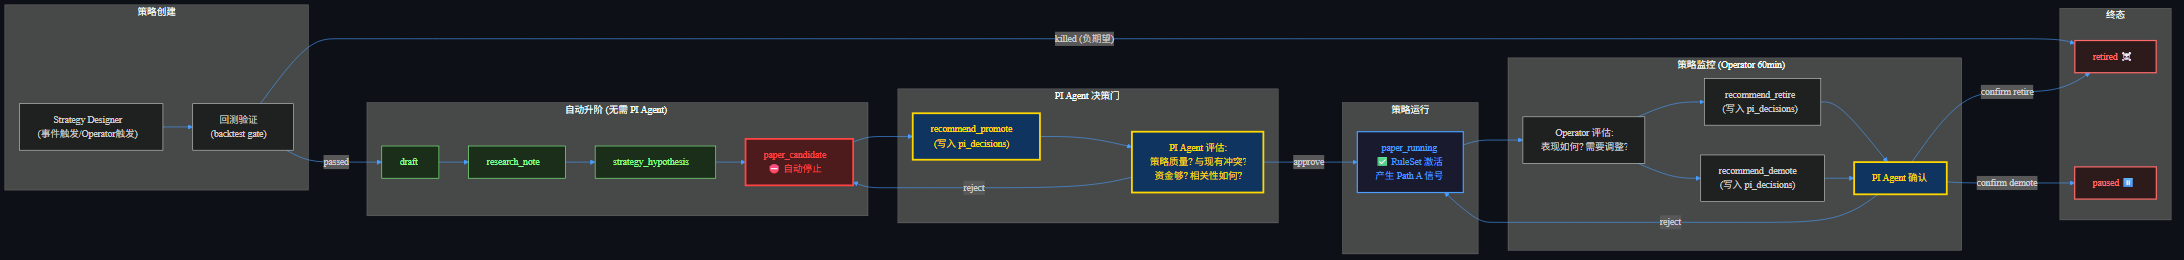 策略创建
Strategy Designer
(事件触发/Operator触发)
回测验证
(backtest gate)
killed (负期望)
passed
自动升阶 (无需 PI Agent)
draft
research_note
strategy_hypothesis
paper_candidate
⛔ 自动停止
PI Agent 决策门
recommend_promote
(写入 pi_decisions)
PI Agent 评估:
策略质量? 与现有冲突?
资金够? 相关性如何?
reject
approve
策略运行
paper_running
✅ RuleSet 激活
产生 Path A 信号
策略监控 (Operator 60min)
Operator 评估:
表现如何? 需要调整?
recommend_retire
(写入 pi_decisions)
recommend_demote
(写入 pi_decisions)
PI Agent 确认
reject
confirm retire
confirm demote
终态
retired ☠️
paused ⏸️